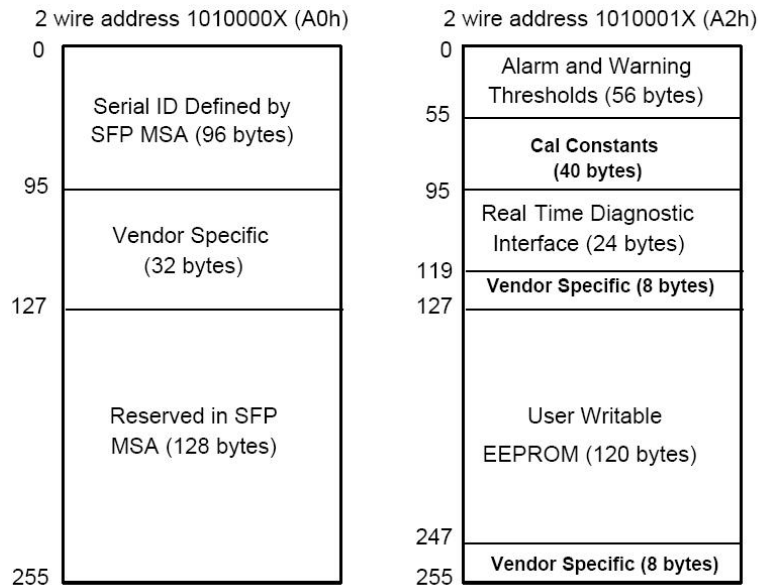 2 wire address 1010000X (A0h)
0
Serial ID Defined by
SFP MSA (96 bytes)
95
Vendor Specific
(32 bytes)
127
Reserved in SFP
MSA (128 bytes)
255
2 wire address 1010001X (A2h)
0
Alarm and Warning
Thresholds (56 bytes)
55
Cal Constants
(40 bytes)
95
Real Time Diagnostic
Interface (24 bytes)
119
Vendor Specific (8 bytes)
127
User Writable
EEPROM (120 bytes)
247
Vendor Specific (8 bytes)
255